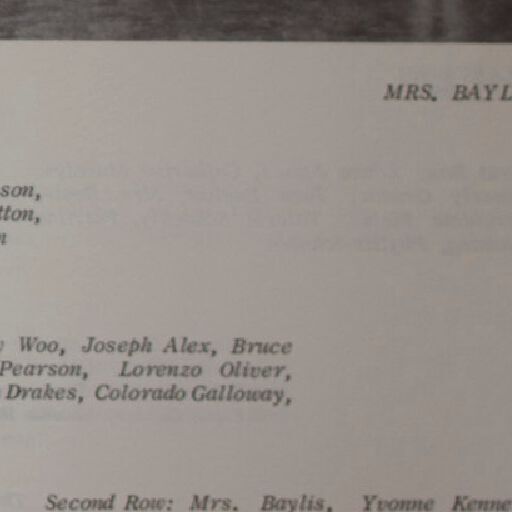 MRS. BAYL
son,
tton,
n
Woo, Joseph Alex, Bruce
Pearson, Lorenzo Oliver,
Drakes, Colorado Galloway,
Second Row: Mrs. Baylis, Yvonne Kenne